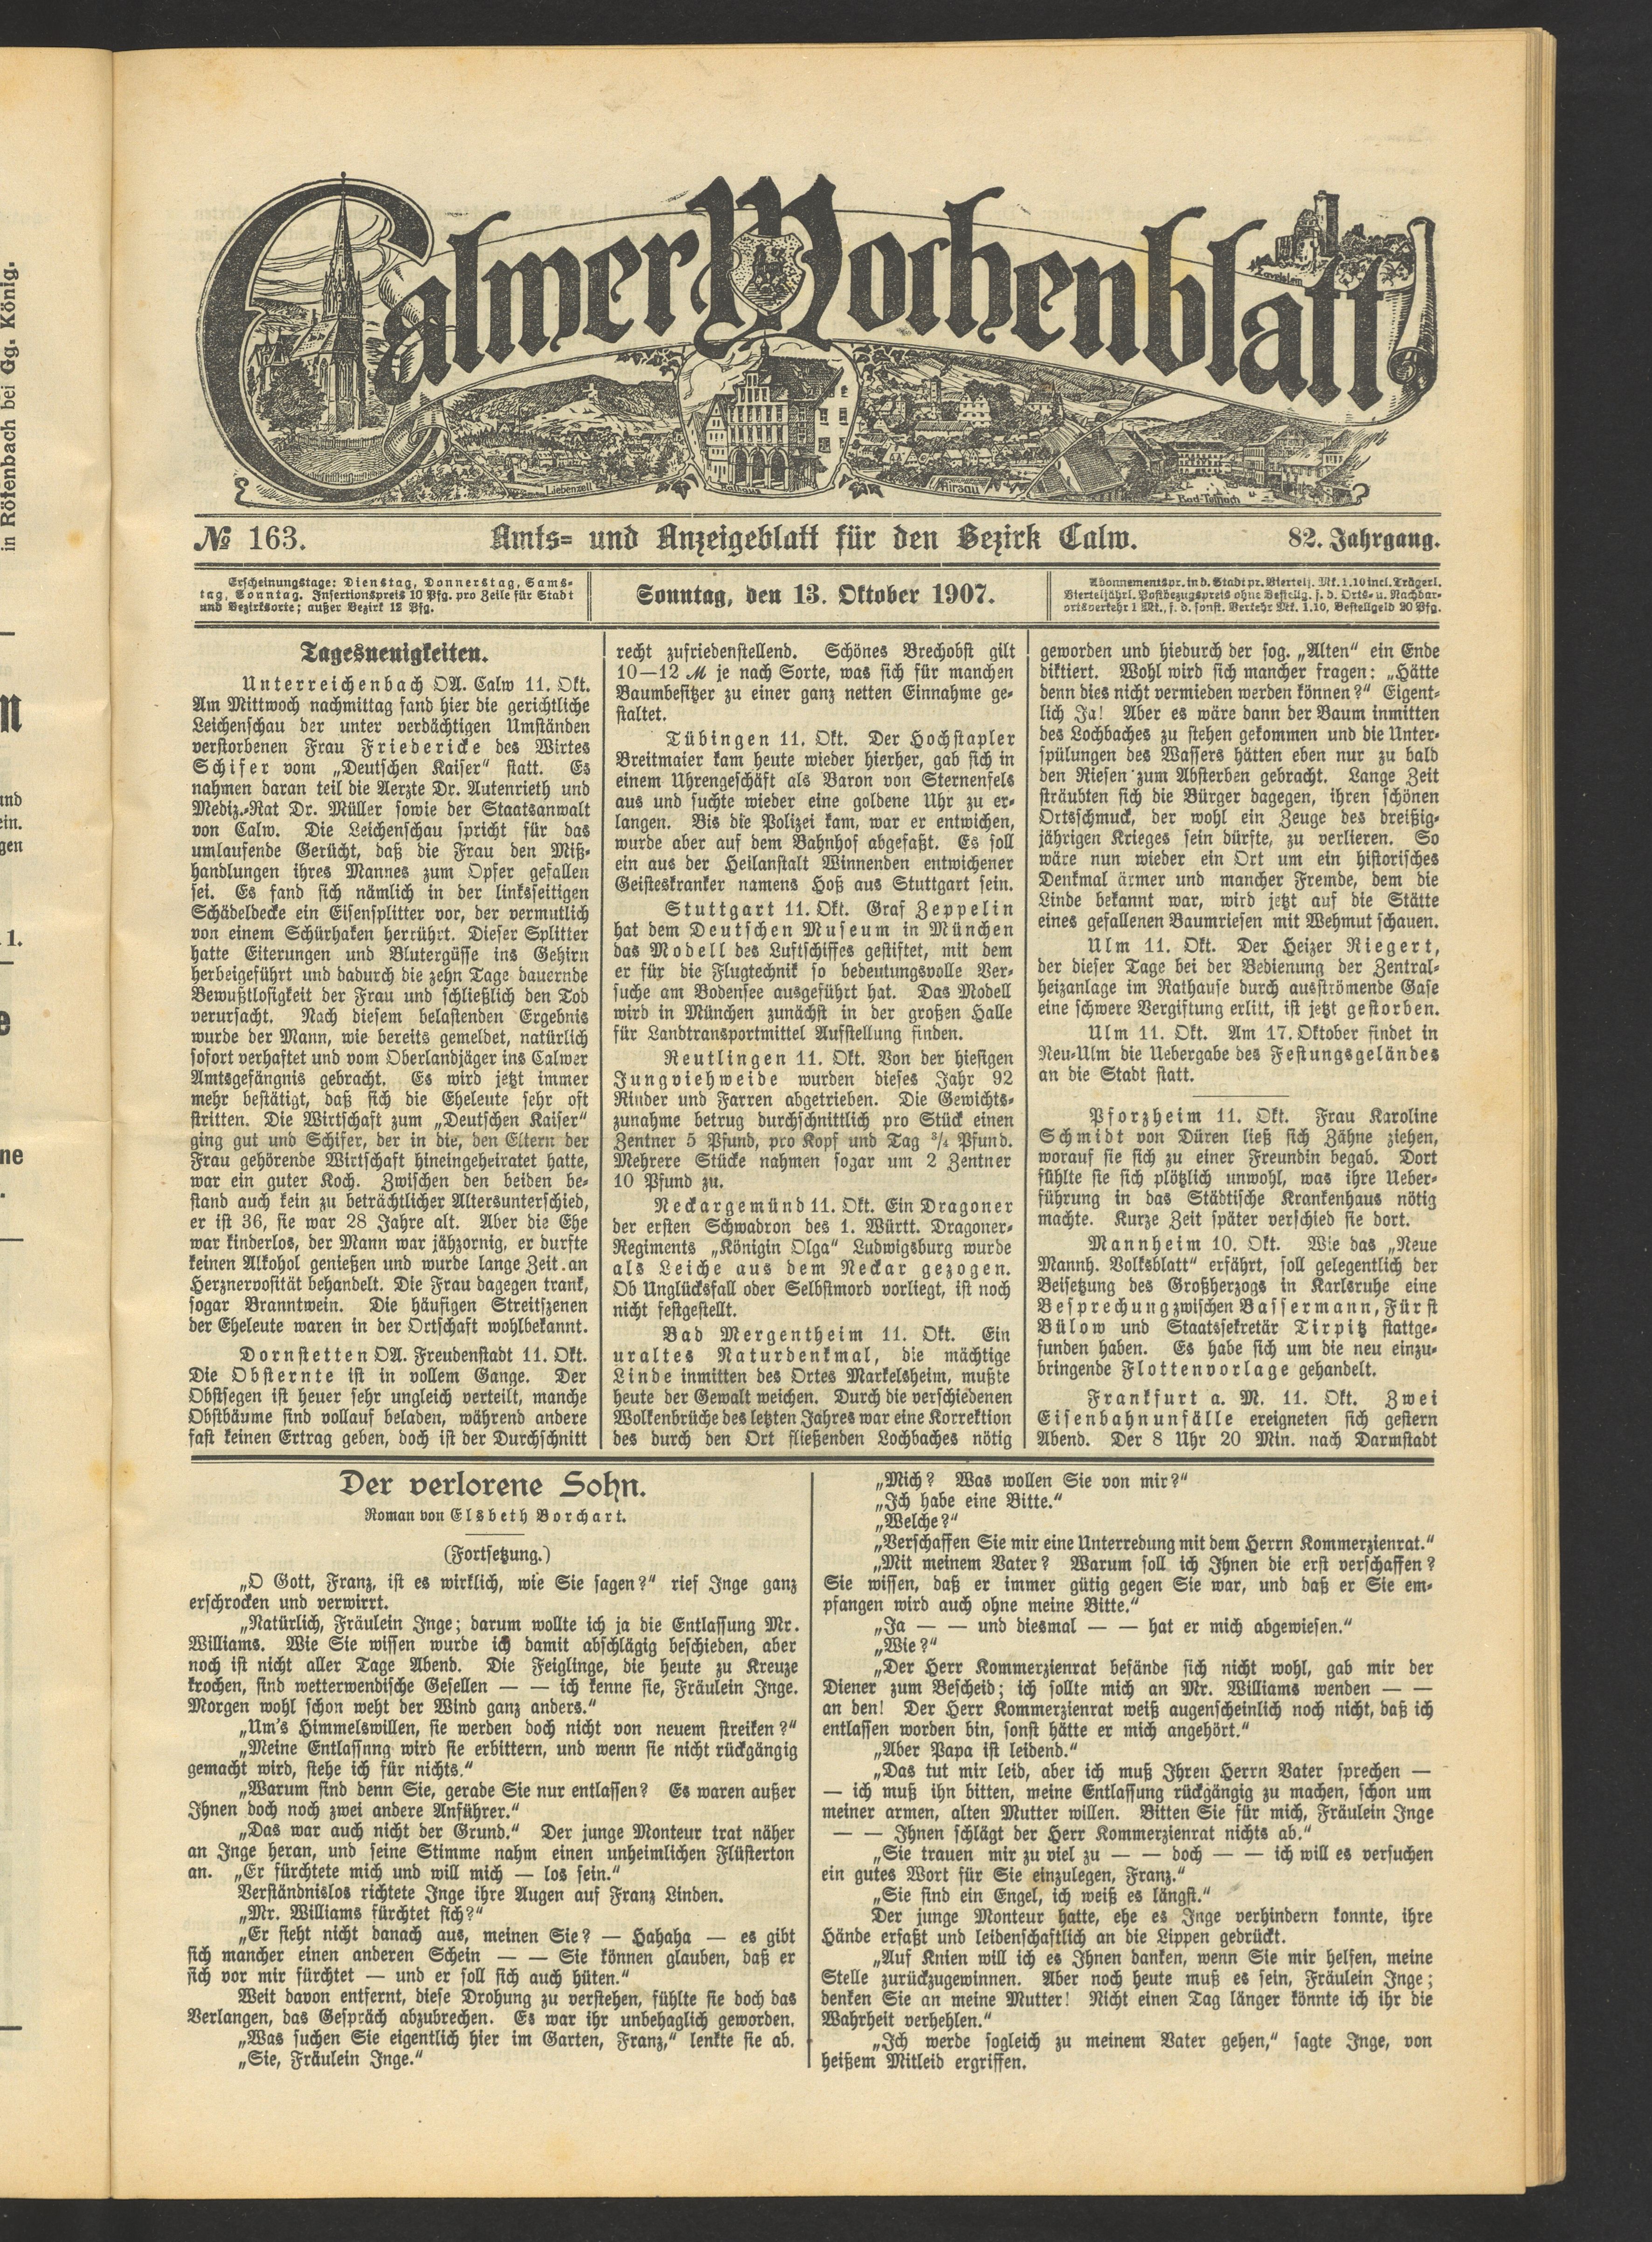 Calwer Wochenblatt
Zavelstein
Liebenzell
Rathaus
Hirsau
Bad-Teinach
№ 163.
Amts- und Anzeigeblatt für den Bezirk Calw.
82. Jahrgang.
Erscheinungstage: Dienstag, Donnerstag, Sams-
tag, Sonntag. Insertionspreis 10 Pfg. pro Zeile für Stadt
und Bezirksorte; außer Bezirk 12 Pfg.
Sonntag, den 13. Oktober 1907.
Abonnementspr. in d. Stadt pr. Viertelj. Mk. 1.10 incl. Trägerl.
Vierteljährl. Postbezugspreis ohne Bestellg. f. d. Orts- u. Nachbar-
ortsverkehr 1 Mk., f. d. sonst. Verkehr Mk. 1.10, Bestellgeld 20 Pfg.
Tagesneuigkeiten.
Unterreichenbach OA. Calw 11. Okt.
Am Mittwoch nachmittag fand hier die gerichtliche
Leichenschau der unter verdächtigen Umständen
verstorbenen Frau Friedericke des Wirtes
Schifer vom „Deutschen Kaiser“ statt. Es
nahmen daran teil die Aerzte Dr. Autenrieth und
Mediz.-Rat Dr. Müller sowie der Staatsanwalt
von Calw. Die Leichenschau spricht für das
umlaufende Gerücht, daß die Frau den Miß-
handlungen ihres Mannes zum Opfer gefallen
sei. Es fand sich nämlich in der linksseitigen
Schädeldecke ein Eisensplitter vor, der vermutlich
von einem Schürhaken herrührt. Dieser Splitter
hatte Eiterungen und Blutergüsse ins Gehirn
herbeigeführt und dadurch die zehn Tage dauernde
Bewußtlosigkeit der Frau und schließlich den Tod
verursacht. Nach diesem belastenden Ergebnis
wurde der Mann, wie bereits gemeldet, natürlich
sofort verhaftet und vom Oberlandjäger ins Calwer
Amtsgefängnis gebracht. Es wird jetzt immer
mehr bestätigt, daß sich die Eheleute sehr oft
stritten. Die Wirtschaft zum „Deutschen Kaiser“
ging gut und Schifer, der in die, den Eltern der
Frau gehörende Wirtschaft hineingeheiratet hatte,
war ein guter Koch. Zwischen den beiden be-
stand auch kein zu beträchtlicher Altersunterschied,
er ist 36, sie war 28 Jahre alt. Aber die Ehe
war kinderlos, der Mann war jähzornig, er durfte
keinen Alkohol genießen und wurde lange Zeit an
Herznervosität behandelt. Die Frau dagegen trank,
sogar Branntwein. Die häufigen Streitszenen
der Eheleute waren in der Ortschaft wohlbekannt.
Dornstetten OA. Freudenstadt 11. Okt.
Die Obsternte ist in vollem Gange. Der
Obstsegen ist heuer sehr ungleich verteilt, manche
Obstbäume sind vollauf beladen, während andere
fast keinen Ertrag geben, doch ist der Durchschnitt
recht zufriedenstellend. Schönes Brechobst gilt
10—12 ℳ je nach Sorte, was sich für manchen
Baumbesitzer zu einer ganz netten Einnahme ge-
staltet.
Tübingen 11. Okt. Der Hochstapler
Breitmaier kam heute wieder hierher, gab sich in
einem Uhrengeschäft als Baron von Sternenfels
aus und suchte wieder eine goldene Uhr zu er-
langen. Bis die Polizei kam, war er entwichen,
wurde aber auf dem Bahnhof abgefaßt. Es soll
ein aus der Heilanstalt Winnenden entwichener
Geisteskranker namens Hoß aus Stuttgart sein.
Stuttgart 11. Okt. Graf Zeppelin
hat dem Deutschen Museum in München
das Modell des Luftschiffes gestiftet, mit dem
er für die Flugtechnik so bedeutungsvolle Ver-
suche am Bodensee ausgeführt hat. Das Modell
wird in München zunächst in der großen Halle
für Landtransportmittel Aufstellung finden.
Reutlingen 11. Okt. Von der hiesigen
Jungviehweide wurden dieses Jahr 92
Rinder und Farren abgetrieben. Die Gewichts-
zunahme betrug durchschnittlich pro Stück einen
Zentner 5 Pfund, pro Kopf und Tag ¾ Pfund.
Mehrere Stücke nahmen sogar um 2 Zentner
10 Pfund zu.
Neckargemünd 11. Okt. Ein Dragoner
der ersten Schwadron des 1. Württ. Dragoner-
Regiments „Königin Olga“ Ludwigsburg wurde
als Leiche aus dem Neckar gezogen.
Ob Unglücksfall oder Selbstmord vorliegt, ist noch
nicht festgestellt.
Bad Mergentheim 11. Okt. Ein
uraltes Naturdenkmal, die mächtige
Linde inmitten des Ortes Markelsheim, mußte
heute der Gewalt weichen. Durch die verschiedenen
Wolkenbrüche des letzten Jahres war eine Korrektion
des durch den Ort fließenden Lochbaches nötig
geworden und hiedurch der sog. „Alten“ ein Ende
diktiert. Wohl wird sich mancher fragen: „Hätte
denn dies nicht vermieden werden können?“ Eigent-
lich Ja! Aber es wäre dann der Baum inmitten
des Lochbaches zu stehen gekommen und die Unter-
spülungen des Wassers hätten eben nur zu bald
den Riesen zum Absterben gebracht. Lange Zeit
sträubten sich die Bürger dagegen, ihren schönen
Ortsschmuck, der wohl ein Zeuge des dreißig-
jährigen Krieges sein dürfte, zu verlieren. So
wäre nun wieder ein Ort um ein historisches
Denkmal ärmer und mancher Fremde, dem die
Linde bekannt war, wird jetzt auf die Stätte
eines gefallenen Baumriesen mit Wehmut schauen.
Ulm 11. Okt. Der Heizer Riegert,
der dieser Tage bei der Bedienung der Zentral-
heizanlage im Rathause durch ausströmende Gase
eine schwere Vergiftung erlitt, ist jetzt gestorben.
Ulm 11. Okt. Am 17. Oktober findet in
Neu-Ulm die Uebergabe des Festungsgeländes
an die Stadt statt.
Pforzheim 11. Okt. Frau Karoline
Schmidt von Düren ließ sich Zähne ziehen,
worauf sie sich zu einer Freundin begab. Dort
fühlte sie sich plötzlich unwohl, was ihre Ueber-
führung in das Städtische Krankenhaus nötig
machte. Kurze Zeit später verschied sie dort.
Mannheim 10. Okt. Wie das „Neue
Mannh. Volksblatt“ erfährt, soll gelegentlich der
Beisetzung des Großherzogs in Karlsruhe eine
Besprechung zwischen Bassermann, Fürst
Bülow und Staatssekretär Tirpitz stattge-
funden haben. Es habe sich um die neu einzu-
bringende Flottenvorlage gehandelt.
Frankfurt a. M. 11. Okt. Zwei
Eisenbahnunfälle ereigneten sich gestern
Abend. Der 8 Uhr 20 Min. nach Darmstadt
Der verlorene Sohn.
Roman von Elsbeth Borchart.
(Fortsetzung.)
„O Gott, Franz, ist es wirklich, wie Sie sagen?“ rief Inge ganz
erschrocken und verwirrt.
„Natürlich, Fräulein Inge; darum wollte ich ja die Entlassung Mr.
Williams. Wie Sie wissen wurde ich damit abschlägig beschieden, aber
noch ist nicht aller Tage Abend. Die Feiglinge, die heute zu Kreuze
krochen, sind wetterwendische Gesellen — — ich kenne sie, Fräulein Inge.
Morgen wohl schon weht der Wind ganz anders.“
„Um's Himmelswillen, sie werden doch nicht von neuem streiken?“
„Meine Entlassnng wird sie erbittern, und wenn sie nicht rückgängig
gemacht wird, stehe ich für nichts.“
„Warum sind denn Sie, gerade Sie nur entlassen? Es waren außer
Ihnen doch noch zwei andere Anführer.“
„Das war auch nicht der Grund.“ Der junge Monteur trat näher
an Inge heran, und seine Stimme nahm einen unheimlichen Flüsterton
an. „Er fürchtete mich und will mich — los sein.“
Verständnislos richtete Inge ihre Augen auf Franz Linden.
„Mr. Williams fürchtet sich?“
„Er sieht nicht danach aus, meinen Sie? — Hahaha — es gibt
sich mancher einen anderen Schein — — Sie können glauben, daß er
sich vor mir fürchtet — und er soll sich auch hüten.“
Weit davon entfernt, diese Drohung zu verstehen, fühlte sie doch das
Verlangen, das Gespräch abzubrechen. Es war ihr unbehaglich geworden.
„Was suchen Sie eigentlich hier im Garten, Franz,“ lenkte sie ab.
„Sie, Fräulein Inge.“
„Mich? Was wollen Sie von mir?“
„Ich habe eine Bitte.“
„Welche?“
„Verschaffen Sie mir eine Unterredung mit dem Herrn Kommerzienrat.“
„Mit meinem Vater? Warum soll ich Ihnen die erst verschaffen?
Sie wissen, daß er immer gütig gegen Sie war, und daß er Sie em-
pfangen wird auch ohne meine Bitte.“
„Ja — — und diesmal — — hat er mich abgewiesen.“
„Wie?“
„Der Herr Kommerzienrat befände sich nicht wohl, gab mir der
Diener zum Bescheid; ich sollte mich an Mr. Williams wenden — —
an den! Der Herr Kommerzienrat weiß augenscheinlich noch nicht, daß ich
entlassen worden bin, sonst hätte er mich angehört.“
„Aber Papa ist leidend.“
„Das tut mir leid, aber ich muß Ihren Herrn Vater sprechen —
— ich muß ihn bitten, meine Entlassung rückgängig zu machen, schon um
meiner armen, alten Mutter willen. Bitten Sie für mich, Fräulein Inge
— — Ihnen schlägt der Herr Kommerzienrat nichts ab.“
„Sie trauen mir zu viel zu — — doch — — ich will es versuchen
ein gutes Wort für Sie einzulegen, Franz.“
„Sie sind ein Engel, ich weiß es längst.“
Der junge Monteur hatte, ehe es Inge verhindern konnte, ihre
Hände erfaßt und leidenschaftlich an die Lippen gedrückt.
„Auf Knien will ich es Ihnen danken, wenn Sie mir helfen, meine
Stelle zurückzugewinnen. Aber noch heute muß es sein, Fräulein Inge;
denken Sie an meine Mutter! Nicht einen Tag länger könnte ich ihr die
Wahrheit verhehlen.“
„Ich werde sogleich zu meinem Vater gehen,“ sagte Inge, von
heißem Mitleid ergriffen.
in Rötenbach bei Gg. König.